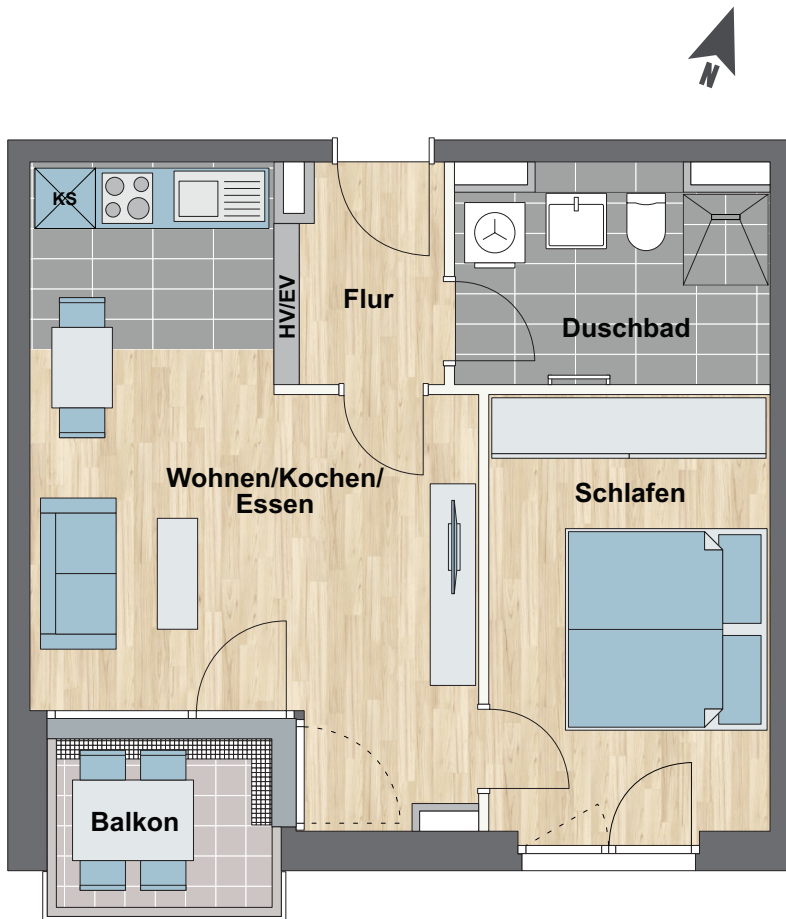 N
KS
HV/EV
Flur
Duschbad
Wohnen/Kochen/
Essen
Schlafen
Balkon